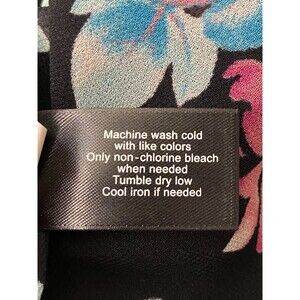 Machine wash cold
with like colors
Only non-chlorine bleach
when needed
Tumble dry low
Cool iron if needed